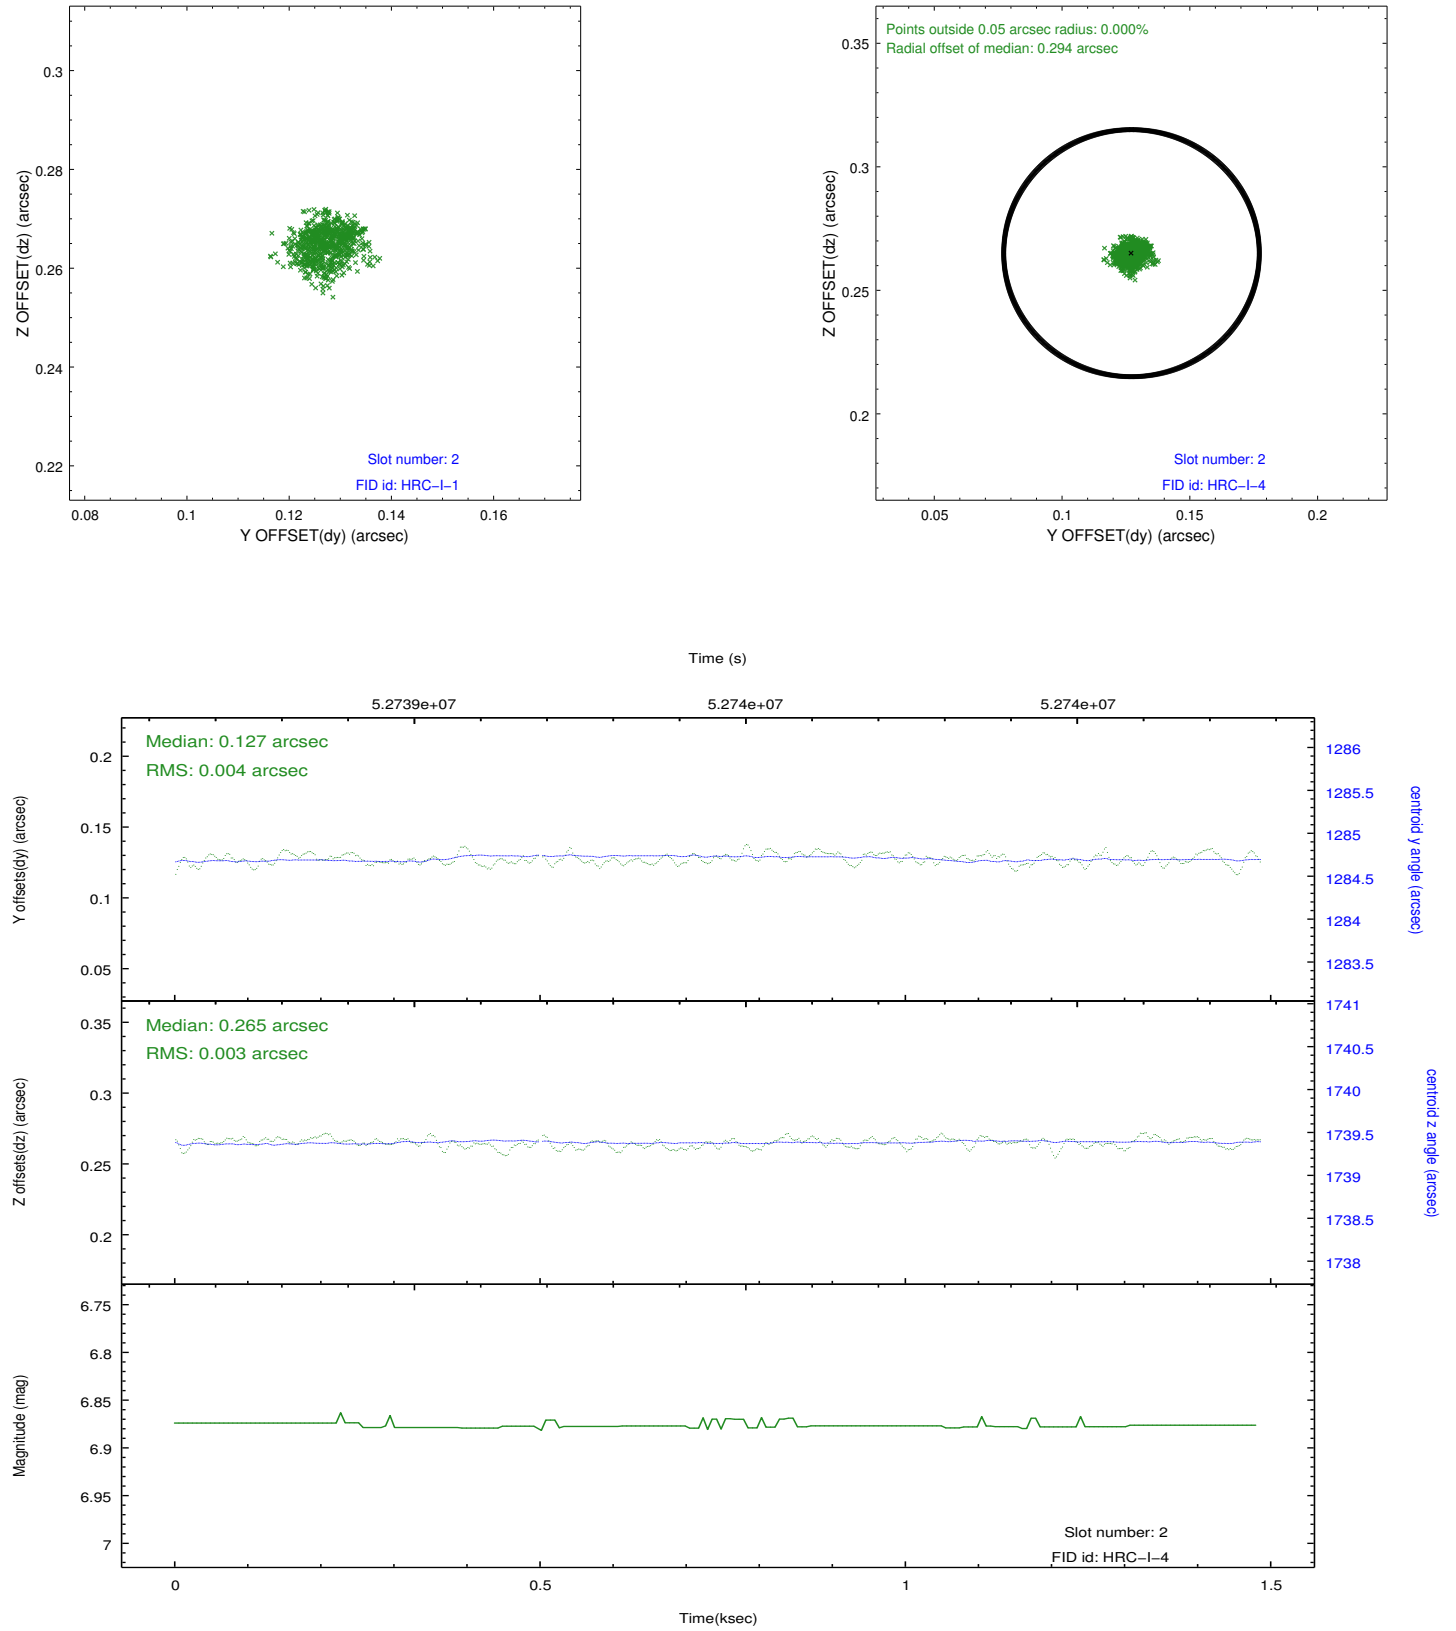 0.3
0.28
0.26
0.24
0.22
Z OFFSET(dz) (arcsec)
Slot number: 2
FID id: HRC−I−1
0.08 0.1 0.12 0.14 0.16
Y OFFSET(dy) (arcsec)
Points outside 0.05 arcsec radius: 0.000%
Radial offset of median: 0.294 arcsec
0.35
0.3
0.25
0.2
Z OFFSET(dz) (arcsec)
Slot number: 2
FID id: HRC−I−4
0.05 0.1 0.15 0.2
Y OFFSET(dy) (arcsec)
Time (s)
5.2739e+07 5.274e+07 5.274e+07
Median: 0.127 arcsec
RMS: 0.004 arcsec
0.2
0.15
0.1
0.05
Y offsets(dy) (arcsec)
1286
1285.5
1285
1284.5
1284
1283.5
centroid y angle (arcsec)
Median: 0.265 arcsec
RMS: 0.003 arcsec
0.35
0.3
0.25
0.2
Z offsets(dz) (arcsec)
1741
1740.5
1740
1739.5
1739
1738.5
1738
centroid z angle (arcsec)
6.75
6.8
6.85
6.9
6.95
7
Magnitude (mag)
Slot number: 2
FID id: HRC−I−4
0 0.5 1 1.5
Time(ksec)